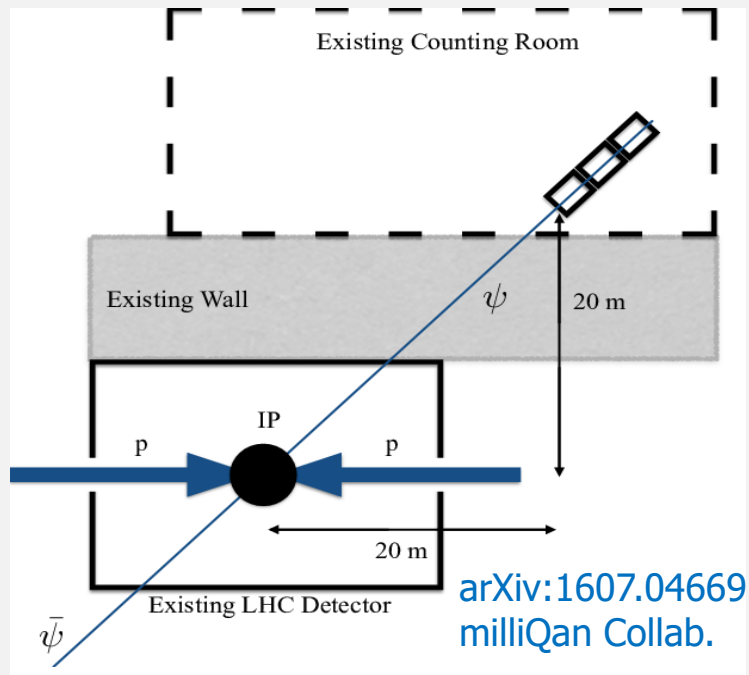 Existing Counting Room
Existing Wall
ψ
20 m
IP
p
p
20 m
Existing LHC Detector
ψ̄
arXiv:1607.04669
milliQan Collab.